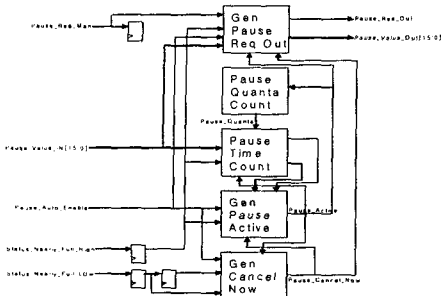 Gen
Pause
Req Out
Pause_Req_Man
Pause_Req_Out
Pause_Value_Out[15:0]
Pause
Quanta
Count
Pause_Quanta
Pause_Value_IN[15:0]
Pause
Time
Count
Pause_Auto_Enable
Gen
Pause
Active
Pause_Active
Status_Nearly_Full_High
Status_Nearly_Full_Low
Gen
Cancel
Now
Pause_Cancel_Now